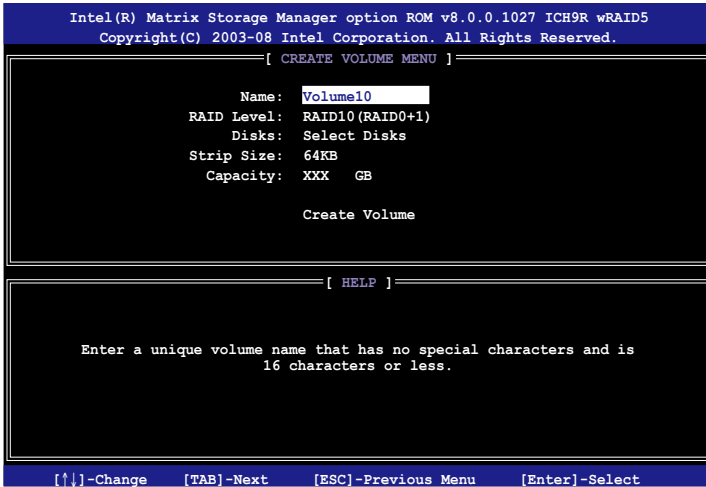 Intel(R) Matrix Storage Manager option ROM v8.0.0.1027 ICH9R wRAID5
Copyright(C) 2003-08 Intel Corporation. All Rights Reserved.
[ CREATE VOLUME MENU ]
Name: Volume10
RAID Level: RAID10(RAID0+1)
Disks: Select Disks
Strip Size: 64KB
Capacity: XXX GB
Create Volume
[ HELP ]
Enter a unique volume name that has no special characters and is
16 characters or less.
[↑↓]-Change [TAB]-Next [ESC]-Previous Menu [Enter]-Select